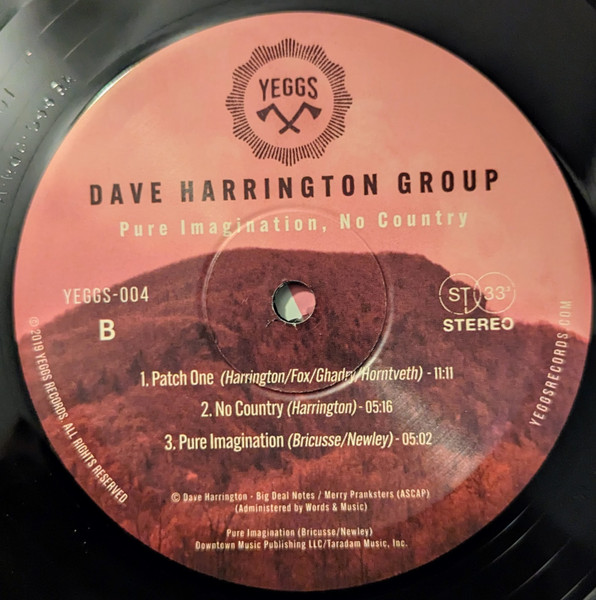 YEGGS
DAVE HARRINGTON GROUP
Pure Imagination, No Country
YEGGS-004
B
ST 33³
STEREO
1. Patch One (Harrington/Fox/Ghadry/Horntveth) - 11:11
2. No Country (Harrington) - 05:16
3. Pure Imagination (Bricusse/Newley) - 05:02
© Dave Harrington - Big Deal Notes / Merry Pranksters (ASCAP)
(Administered by Words & Music)
Pure Imagination (Bricusse/Newley)
Downtown Music Publishing LLC/Taradam Music, Inc.
©2019 YEGGS RECORDS. ALL RIGHTS RESERVED
YEGGSRECORDS.COM